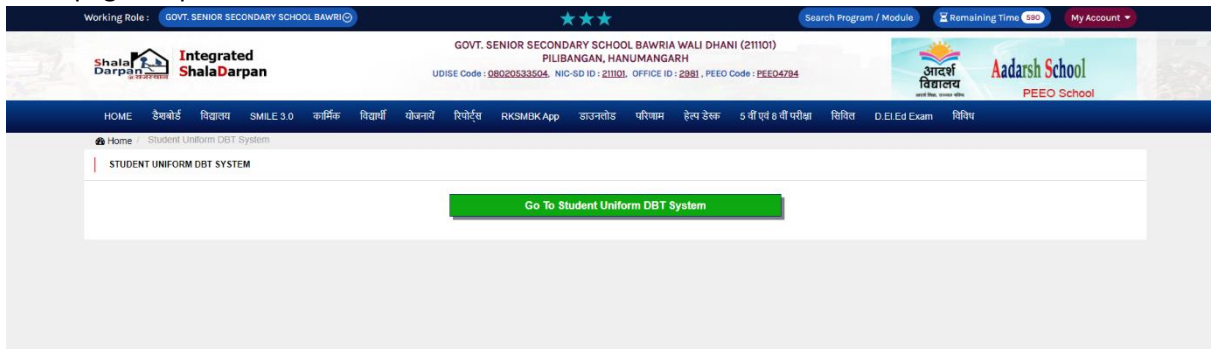 Working Role : GOVT. SENIOR SECONDARY SCHOOL BAWRI
Search Program / Module
Remaining Time 590
My Account
Shala Darpan
Integrated
ShalaDarpan
GOVT. SENIOR SECONDARY SCHOOL BAWRIA WALI DHANI (211101)
PILIBANGAN, HANUMANGARH
UDISE Code : 08020533504, NIC-SD ID : 211101, OFFICE ID : 2981 , PEEO Code : PEEO4794
आदर्श
विद्यालय
Aadarsh School
PEEO School
HOME डैशबोर्ड विद्यालय SMILE 3.0 कार्मिक विद्यार्थी योजनायें रिपोर्ट्स RKSMBK App डाउनलोड परिणाम हेल्प डेस्क 5 वीं एवं 8 वीं परीक्षा सिविल D.El.Ed Exam विविध
Home / Student Uniform DBT System
STUDENT UNIFORM DBT SYSTEM
Go To Student Uniform DBT System